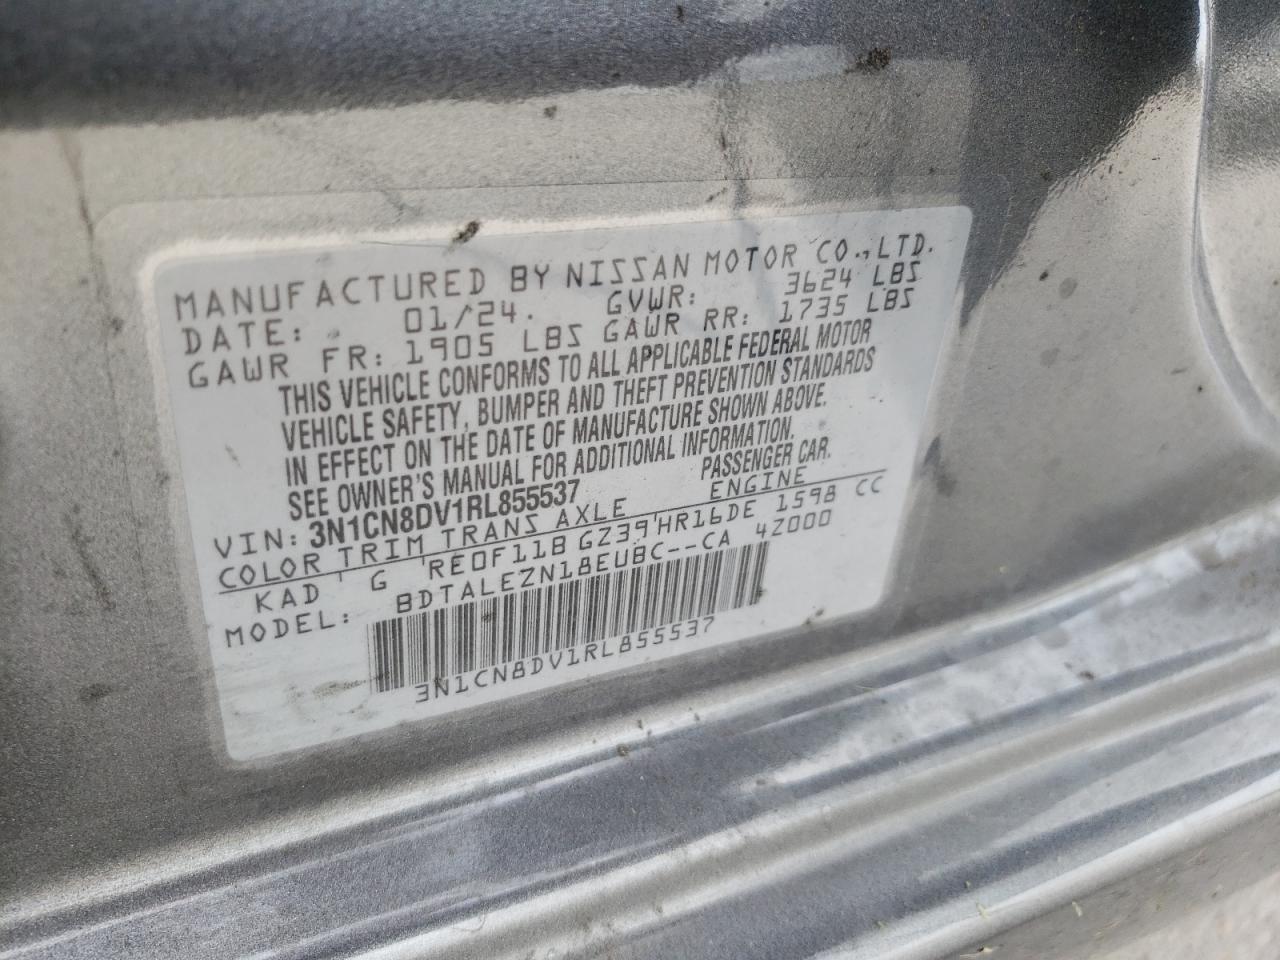 MANUFACTURED BY NISSAN MOTOR CO.,LTD.
DATE: 01/24. GVWR: 3624 LBS
GAWR FR: 1905 LBS GAWR RR: 1735 LBS
THIS VEHICLE CONFORMS TO ALL APPLICABLE FEDERAL MOTOR
VEHICLE SAFETY, BUMPER AND THEFT PREVENTION STANDARDS
IN EFFECT ON THE DATE OF MANUFACTURE SHOWN ABOVE.
SEE OWNER'S MANUAL FOR ADDITIONAL INFORMATION.
VIN: 3N1CN8DV1RL855537 PASSENGER CAR.
COLOR TRIM TRANS AXLE ENGINE
KAD G RE0F11B GZ39 HR16DE 1598 CC
MODEL: BDTALEZN18EUBC--CA 4Z000
3N1CN8DV1RL855537